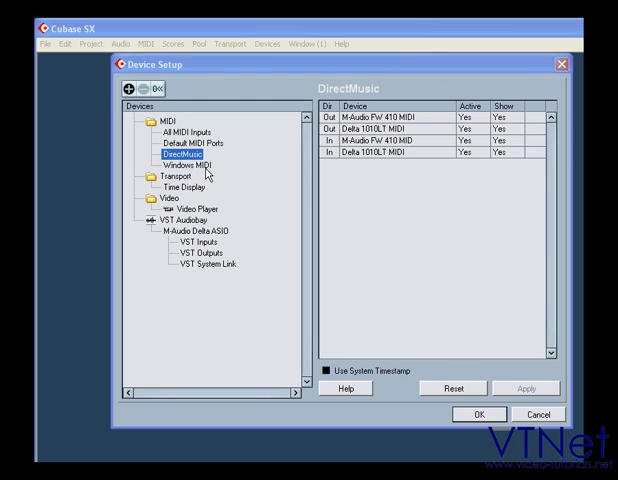 Cubase SX
File Edit Project Audio MIDI Scores Pool Transport Devices Window (1) Help
Device Setup
0<<
DirectMusic
Devices
MIDI
All MIDI Inputs
Default MIDI Ports
DirectMusic
Windows MIDI
Transport
Time Display
Video
Video Player
VST Audiobay
M-Audio Delta ASIO
VST Inputs
VST Outputs
VST System Link
Dir Device Active Show
Out M-Audio FW 410 MIDI Yes Yes
Out Delta 1010LT MIDI Yes Yes
In M-Audio FW 410 MID Yes Yes
In Delta 1010LT MIDI Yes Yes
Use System Timestamp
Help Reset Apply
OK Cancel
VTNet
www.video-tutorials.net